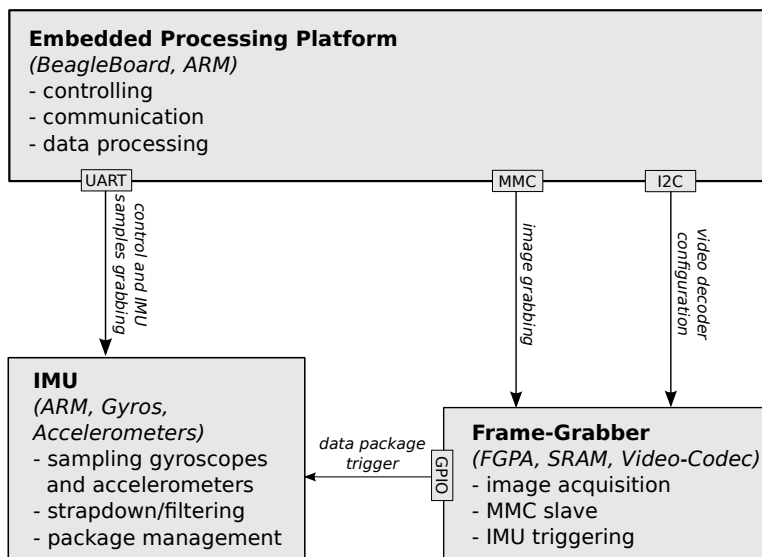 Embedded Processing Platform
(BeagleBoard, ARM)
- controlling
- communication
- data processing
UART
MMC
I2C
control and IMU
samples grabbing
image grabbing
video decoder
configuration
IMU
(ARM, Gyros,
Accelerometers)
- sampling gyroscopes
and accelerometers
- strapdown/filtering
- package management
data package
trigger
GPIO
Frame-Grabber
(FGPA, SRAM, Video-Codec)
- image acquisition
- MMC slave
- IMU triggering